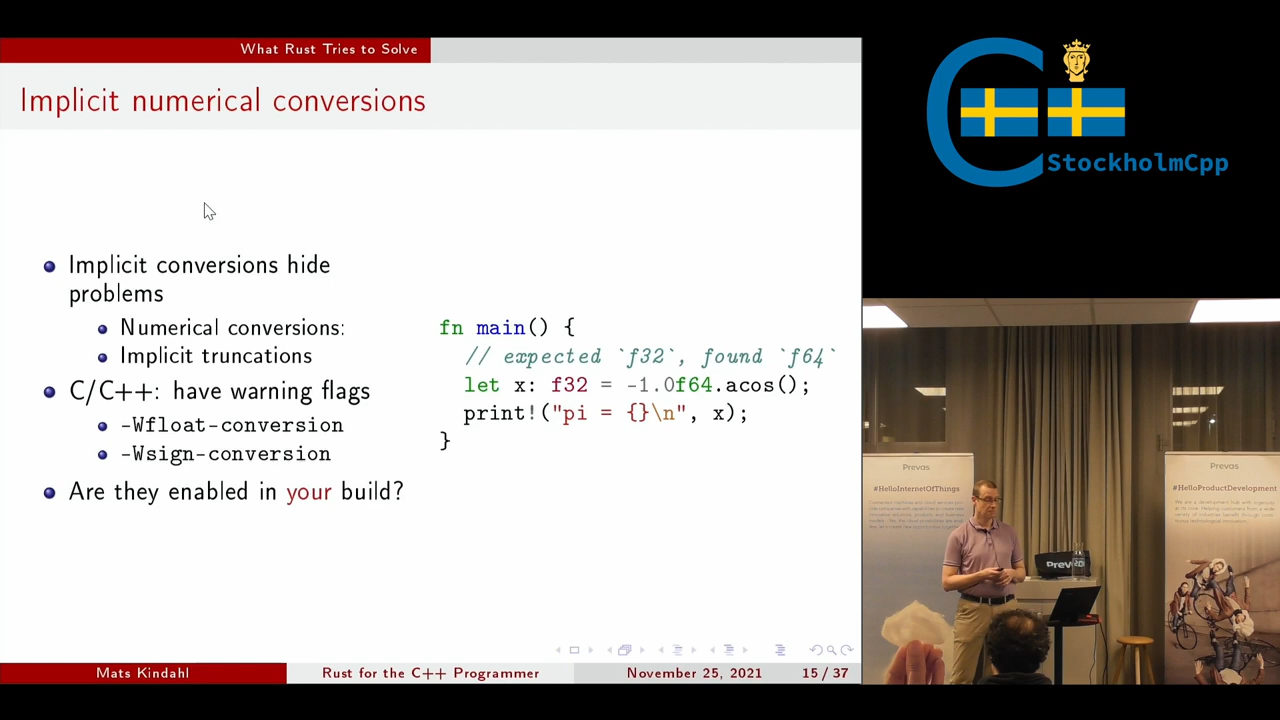 What Rust Tries to Solve
Implicit numerical conversions
Implicit conversions hide
problems
Numerical conversions:
Implicit truncations
C/C++: have warning flags
-Wfloat-conversion
-Wsign-conversion
Are they enabled in your build?
fn main() {
// expected `f32`, found `f64`
let x: f32 = -1.0f64.acos();
print!("pi = {}\n", x);
}
Mats Kindahl
Rust for the C++ Programmer
November 25, 2021
15 / 37
C++
StockholmCpp
Prevas
#HelloInternetOfThings
Prevas
#HelloProductDevelopment